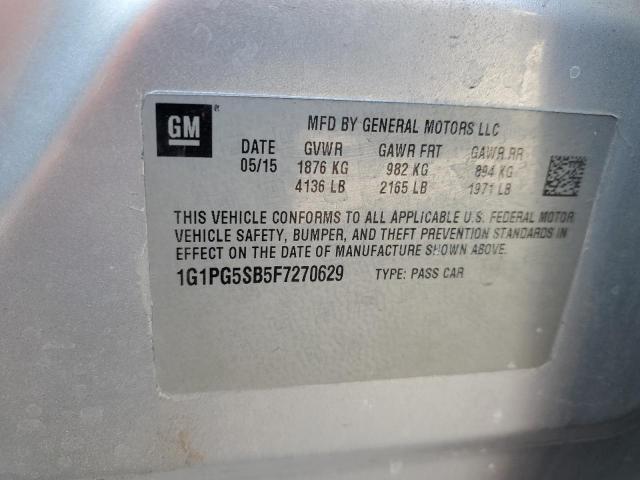 GM ®
MFD BY GENERAL MOTORS LLC
DATE GVWR GAWR FRT GAWR RR
05/15 1876 KG 982 KG 894 KG
4136 LB 2165 LB 1971 LB
THIS VEHICLE CONFORMS TO ALL APPLICABLE U.S. FEDERAL MOTOR
VEHICLE SAFETY, BUMPER, AND THEFT PREVENTION STANDARDS IN
EFFECT ON THE DATE OF MANUFACTURE SHOWN ABOVE.
1G1PG5SB5F7270629 TYPE: PASS CAR